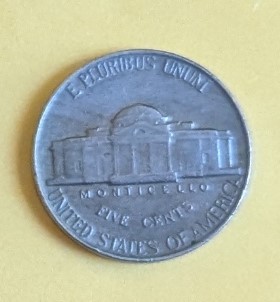 E PLURIBUS UNUM
MONTICELLO
FIVE CENTS
UNITED STATES OF AMERICA